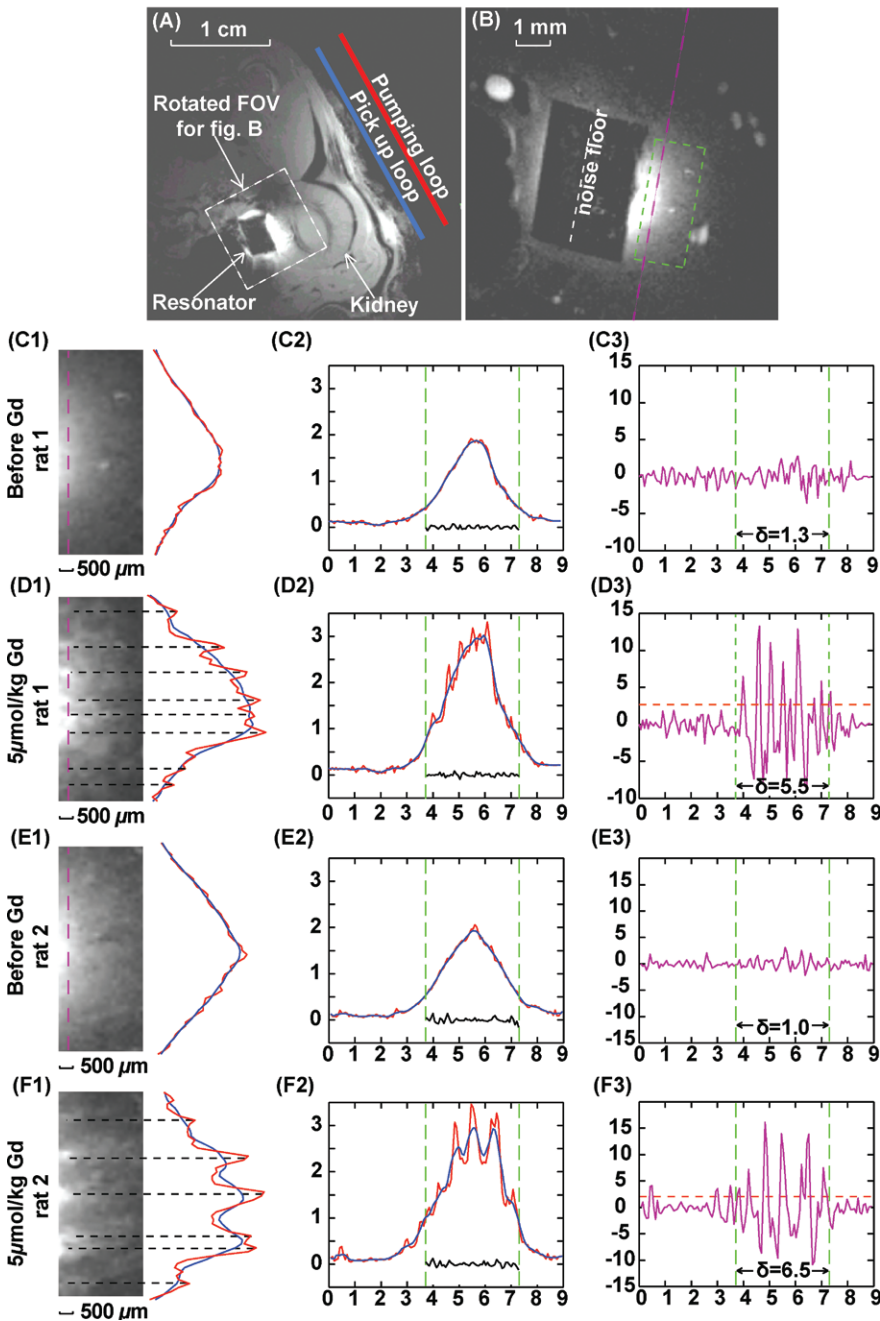 (A)
1 cm
Rotated FOV
for fig. B
Pumping loop
Pick up loop
Resonator
Kidney
(B)
1 mm
noise floor
(C1)
Before Gd
rat 1
500 µm
(C2)
3
2
1
0
0 1 2 3 4 5 6 7 8 9
(C3)
15
10
5
0
-5
-10
δ=1.3
0 1 2 3 4 5 6 7 8 9
(D1)
5µmol/kg Gd
rat 1
500 µm
(D2)
3
2
1
0
0 1 2 3 4 5 6 7 8 9
(D3)
15
10
5
0
-5
-10
δ=5.5
0 1 2 3 4 5 6 7 8 9
(E1)
Before Gd
rat 2
500 µm
(E2)
3
2
1
0
0 1 2 3 4 5 6 7 8 9
(E3)
15
10
5
0
-5
-10
-15
δ=1.0
0 1 2 3 4 5 6 7 8 9
(F1)
5µmol/kg Gd
rat 2
500 µm
(F2)
3
2
1
0
0 1 2 3 4 5 6 7 8 9
(F3)
15
10
5
0
-5
-10
-15
δ=6.5
0 1 2 3 4 5 6 7 8 9